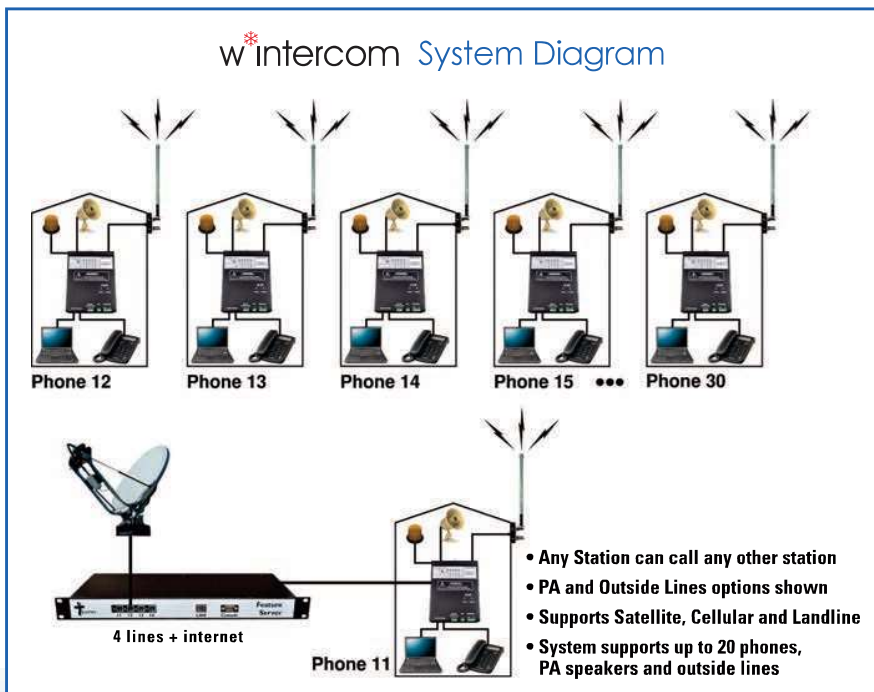 wintercom System Diagram
Phone 12
Phone 13
Phone 14
Phone 15 •••
Phone 30
Feature
Server
4 lines + internet
Phone 11
• Any Station can call any other station
• PA and Outside Lines options shown
• Supports Satellite, Cellular and Landline
• System supports up to 20 phones,
PA speakers and outside lines